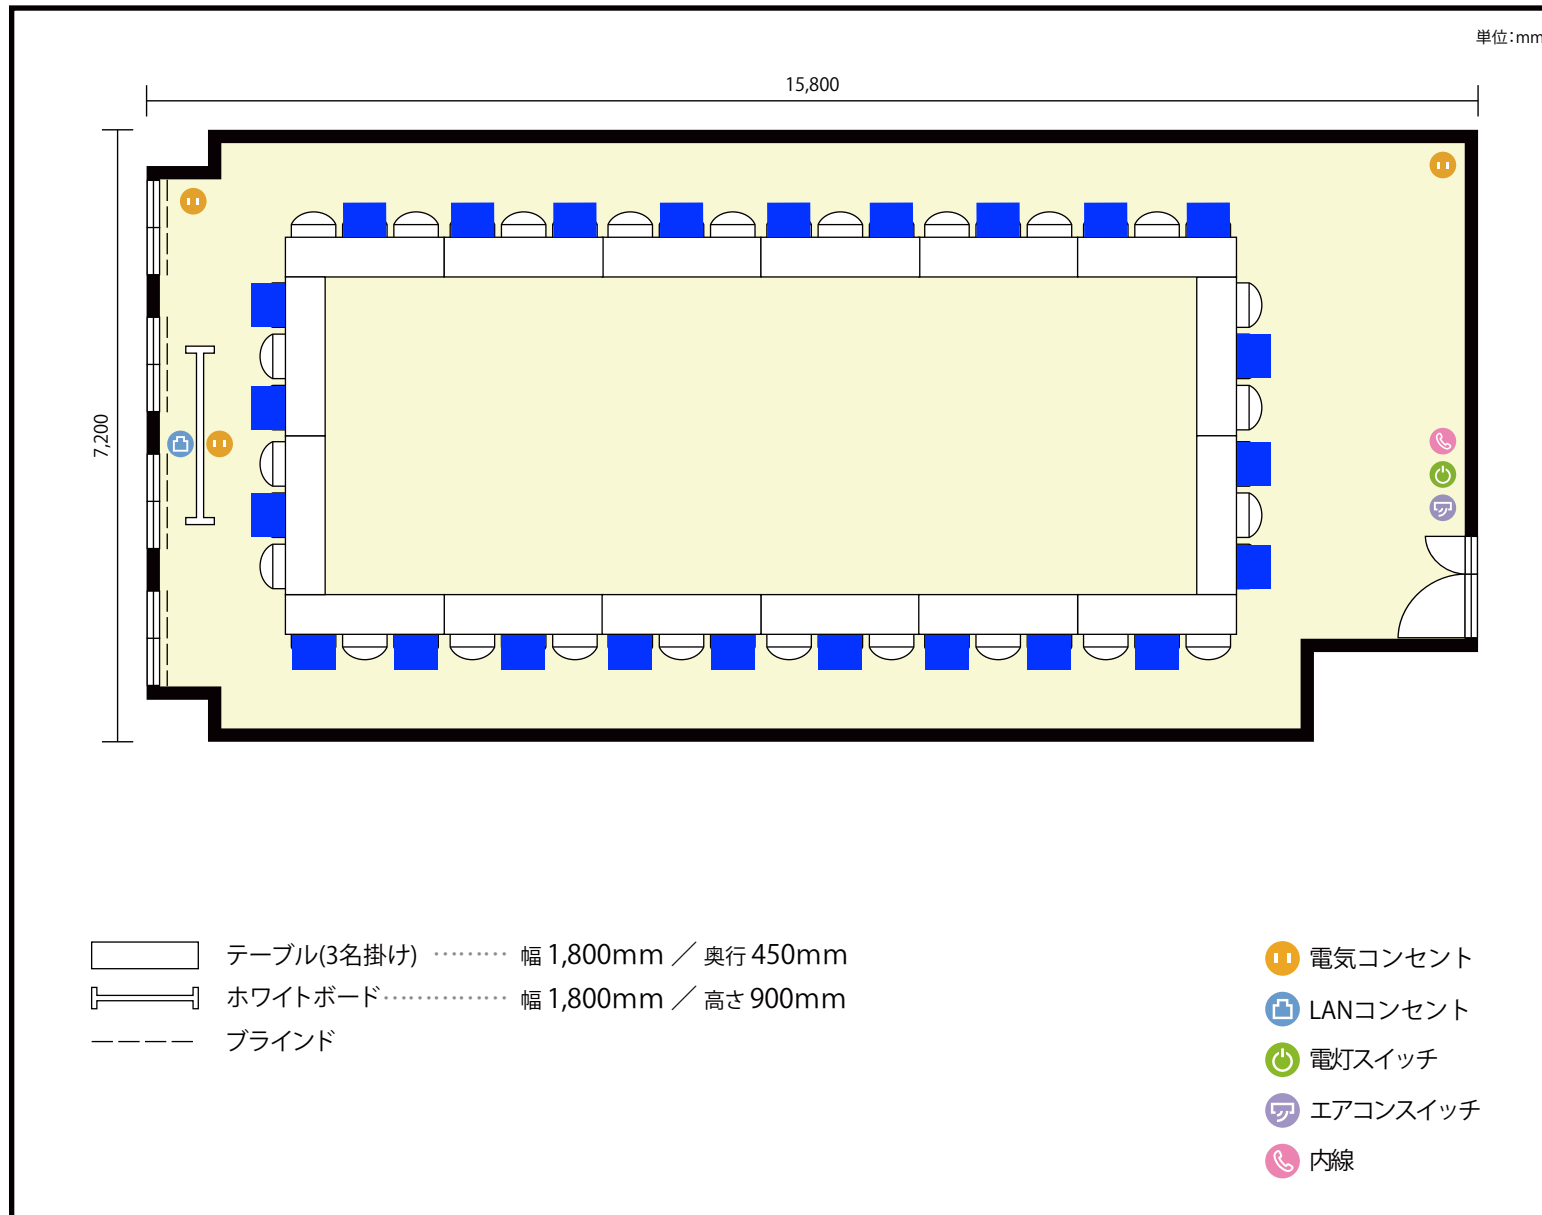 単位:mm
15,800
7,200
テーブル(3名掛け) ・・・・・・・・・ 幅 1,800mm ／ 奥行 450mm
ホワイトボード・・・・・・・・・・・・・・・ 幅 1,800mm ／ 高さ 900mm
ブラインド
電気コンセント
LANコンセント
電灯スイッチ
エアコンスイッチ
内線